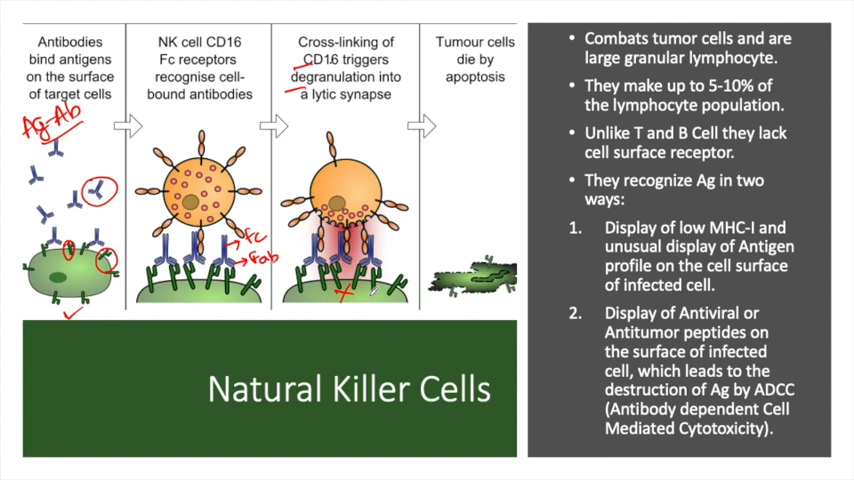 Antibodies
bind antigens
on the surface
of target cells
NK cell CD16
Fc receptors
recognise cell-
bound antibodies
Cross-linking of
CD16 triggers
degranulation into
a lytic synapse
Tumour cells
die by
apoptosis
Ag-Ab
Fc
Fab
Natural Killer Cells
• Combats tumor cells and are
large granular lymphocyte.
• They make up to 5-10% of
the lymphocyte population.
• Unlike T and B Cell they lack
cell surface receptor.
• They recognize Ag in two
ways:
1. Display of low MHC-I and
unusual display of Antigen
profile on the cell surface
of infected cell.
2. Display of Antiviral or
Antitumor peptides on
the surface of infected
cell, which leads to the
destruction of Ag by ADCC
(Antibody dependent Cell
Mediated Cytotoxicity).